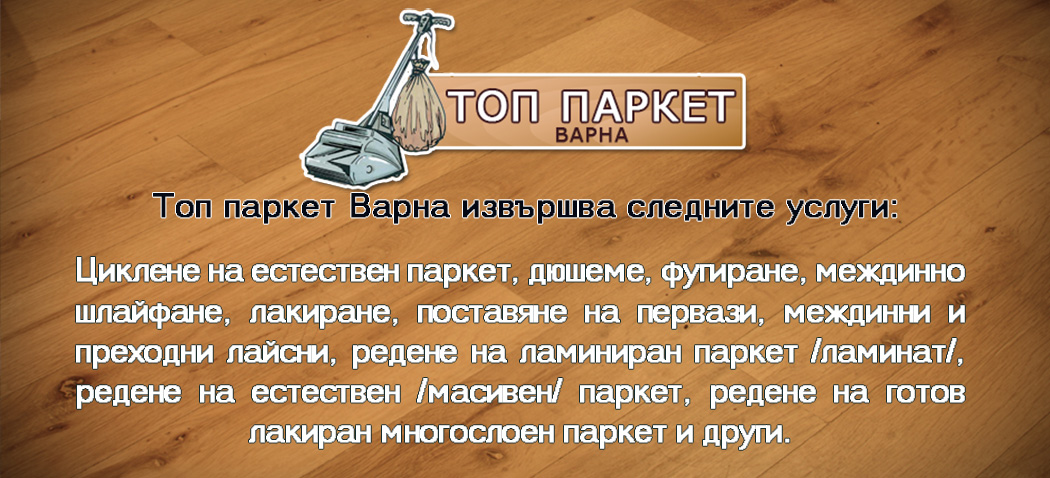 ТОП ПАРКЕТ
ВАРНА
Топ паркет Варна извършва следните услуги:
Циклене на естествен паркет, дюшеме, фугиране, междинно
шлайфане, лакиране, поставяне на первази, междинни и
преходни лайсни, редене на ламиниран паркет /ламинат/,
редене на естествен /масивен/ паркет, редене на готов
лакиран многослоен паркет и други.